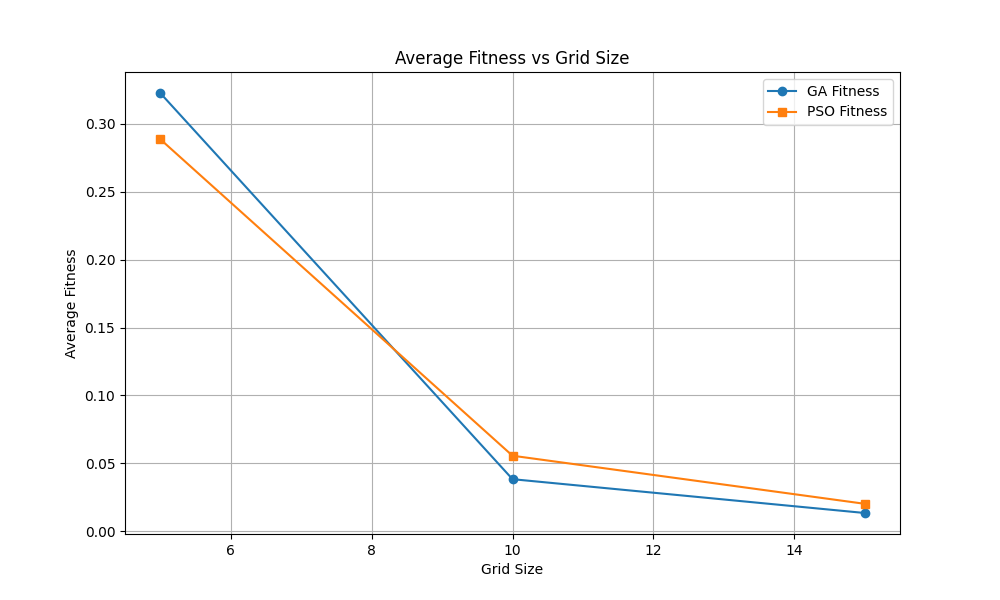 Average Fitness vs Grid Size
GA Fitness
PSO Fitness
Average Fitness
0.30
0.25
0.20
0.15
0.10
0.05
0.00
6 8 10 12 14
Grid Size